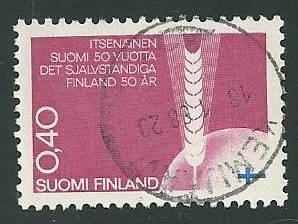 ITSENÄINEN
SUOMI 50 VUOTTA
DET SJÄLVSTÄNDIGA
FINLAND 50 ÅR
0,40
SUOMI FINLAND